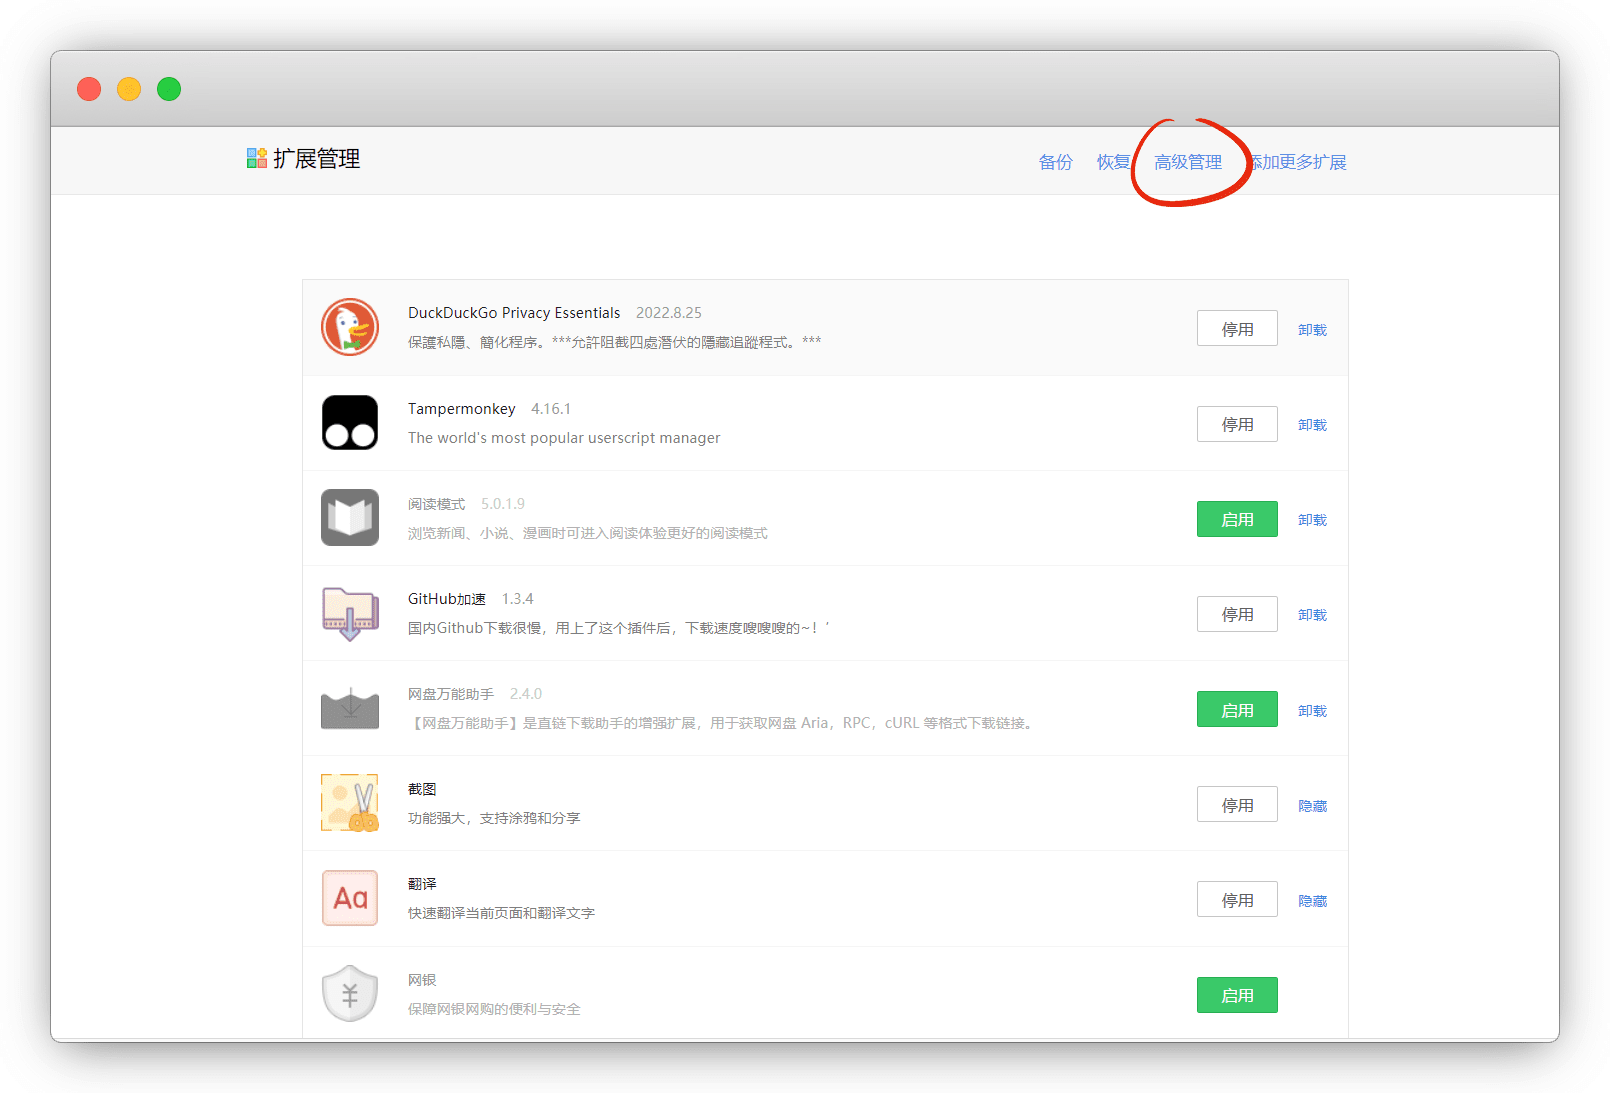 扩展管理
备份 恢复 高级管理 添加更多扩展
DuckDuckGo Privacy Essentials 2022.8.25
保護私隱、簡化程序。***允許阻截四處潛伏的隱藏追蹤程式。***
停用 卸载
Tampermonkey 4.16.1
The world's most popular userscript manager
停用 卸载
阅读模式 5.0.1.9
浏览新闻、小说、漫画时可进入阅读体验更好的阅读模式
启用 卸载
GitHub加速 1.3.4
国内Github下载很慢，用上了这个插件后，下载速度嗖嗖嗖的~！'
停用 卸载
网盘万能助手 2.4.0
【网盘万能助手】是直链下载助手的增强扩展，用于获取网盘 Aria，RPC，cURL 等格式下载链接。
启用 卸载
截图
功能强大，支持涂鸦和分享
停用 隐藏
Aa
翻译
快速翻译当前页面和翻译文字
停用 隐藏
网银
保障网银网购的便利与安全
启用